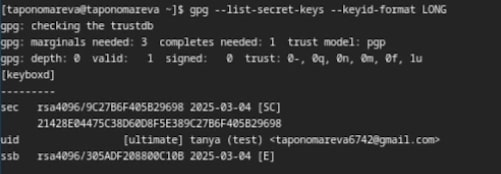 [taponomareva@taponomareva ~]$ gpg --list-secret-keys --keyid-format LONG
gpg: checking the trustdb
gpg: marginals needed: 3  completes needed: 1  trust model: pgp
gpg: depth: 0  valid:   1  signed:   0  trust: 0-, 0q, 0n, 0m, 0f, 1u
[keyboxd]
---------
sec   rsa4096/9C27B6F405B29698 2025-03-04 [SC]
      21428E04475C38D60D8F5E389C27B6F405B29698
uid                 [ultimate] tanya (test) <taponomareva6742@gmail.com>
ssb   rsa4096/305ADF208800C10B 2025-03-04 [E]